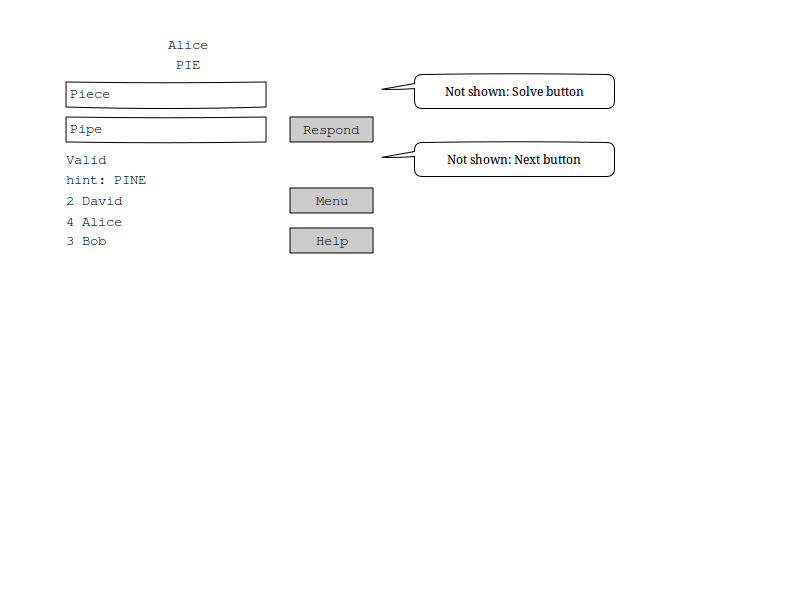 Alice
PIE
Piece
Not shown: Solve button
Pipe
Respond
Valid
Not shown: Next button
hint: PINE
2 David
Menu
4 Alice
3 Bob
Help